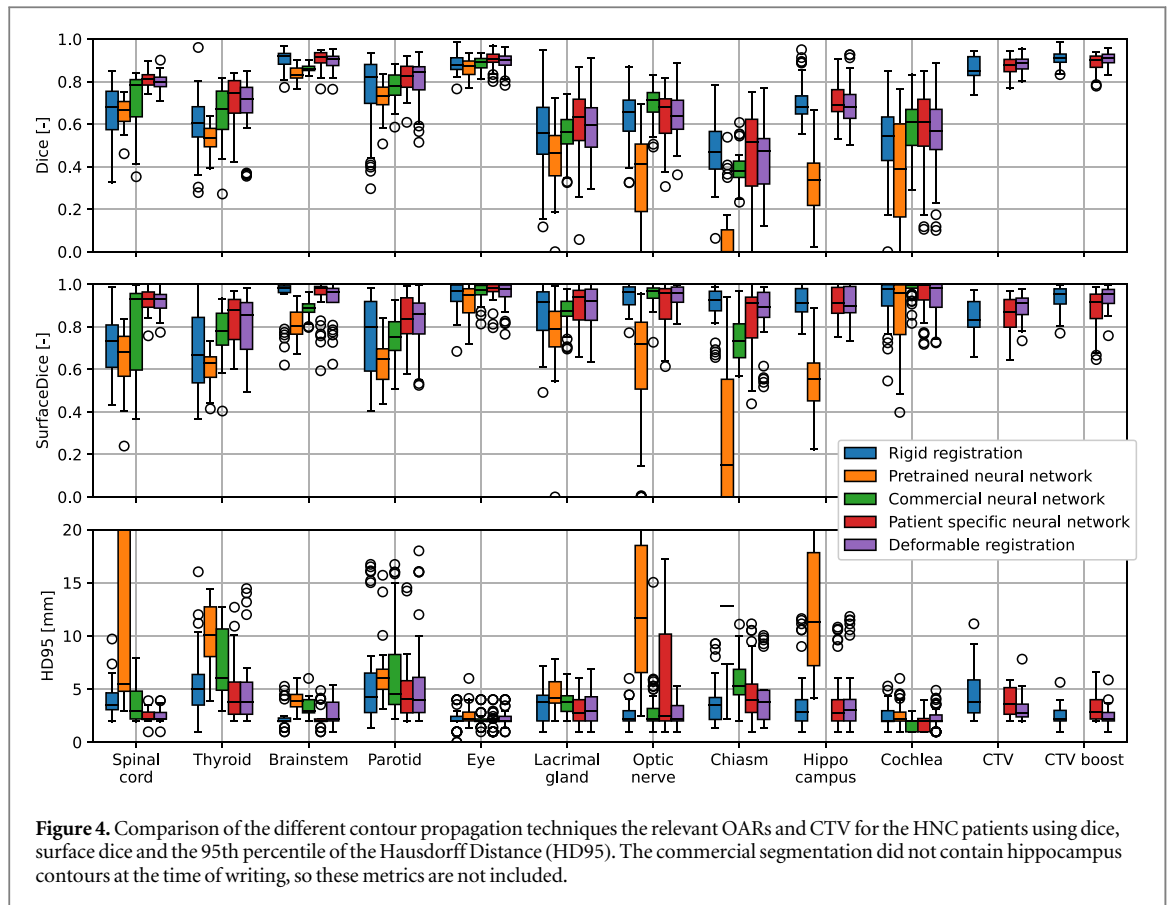 1.0
0.8
0.6
0.4
0.2
0.0
Dice [-]
1.0
0.8
0.6
0.4
0.2
0.0
SurfaceDice [-]
Rigid registration
Pretrained neural network
Commercial neural network
Patient specific neural network
Deformable registration
20
15
10
5
0
HD95 [mm]
Spinal cord
Thyroid
Brainstem
Parotid
Eye
Lacrimal gland
Optic nerve
Chiasm
Hippo campus
Cochlea
CTV
CTV boost
Figure 4. Comparison of the different contour propagation techniques the relevant OARs and CTV for the HNC patients using dice,
surface dice and the 95th percentile of the Hausdorff Distance (HD95). The commercial segmentation did not contain hippocampus
contours at the time of writing, so these metrics are not included.